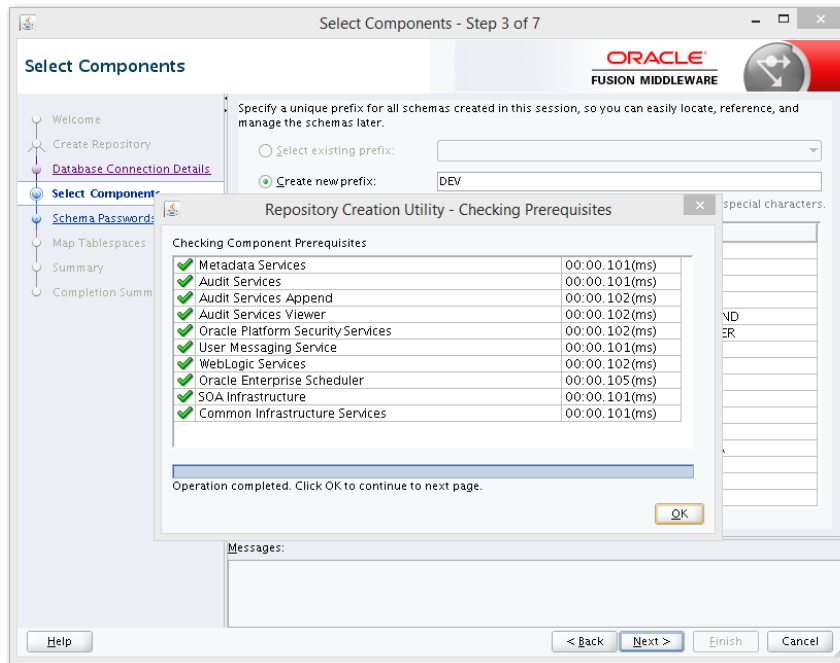 Select Components - Step 3 of 7
Select Components
ORACLE
FUSION MIDDLEWARE
Welcome
Create Repository
Database Connection Details
Select Components
Schema Passwords
Map Tablespaces
Summary
Completion Summ
Specify a unique prefix for all schemas created in this session, so you can easily locate, reference, and
manage the schemas later.
Select existing prefix:
Create new prefix: DEV
special characters.
Repository Creation Utility - Checking Prerequisites
Checking Component Prerequisites
Metadata Services 00:00.101(ms)
Audit Services 00:00.101(ms)
Audit Services Append 00:00.102(ms)
Audit Services Viewer 00:00.102(ms)
Oracle Platform Security Services 00:00.102(ms)
User Messaging Service 00:00.101(ms)
WebLogic Services 00:00.102(ms)
Oracle Enterprise Scheduler 00:00.105(ms)
SOA Infrastructure 00:00.101(ms)
Common Infrastructure Services 00:00.101(ms)
Operation completed. Click OK to continue to next page.
OK
ND
ER
Messages:
Help
< Back
Next >
Finish
Cancel